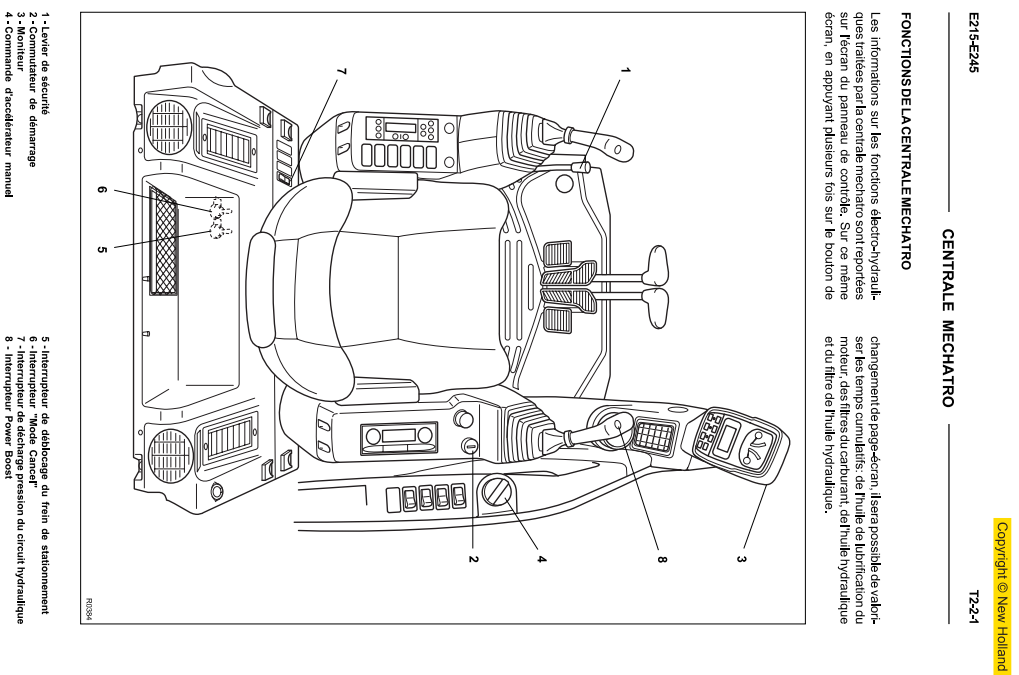 E215-E245
CENTRALE MECHATRO
T2-2-1
Copyright © New Holland
FONCTIONS DE LA CENTRALE MECHATRO
Les informations sur les fonctions électro-hydrauli-
ques traitées par la centrale mechatro sont reportées
sur l'écran du panneau de contrôle. Sur ce même
écran, en appuyant plusieurs fois sur le bouton de
changement de page-écran, il sera possible de valori-
ser les temps cumulatifs: de l'huile de lubrification du
moteur, des filtres du carburant, de l'huile hydraulique
et du filtre de l'huile hydraulique.
1
7
6
5
3
8
4
2
R0384
1 - Levier de sécurité
2 - Commutateur de démarrage
3 - Moniteur
4 - Commande d'accélérateur manuel
5 - Interrupteur de déblocage du frein de stationnement
6 - Interrupteur "Mode Cancel"
7 - Interrupteur de décharge pression du circuit hydraulique
8 - Interrupteur Power Boost